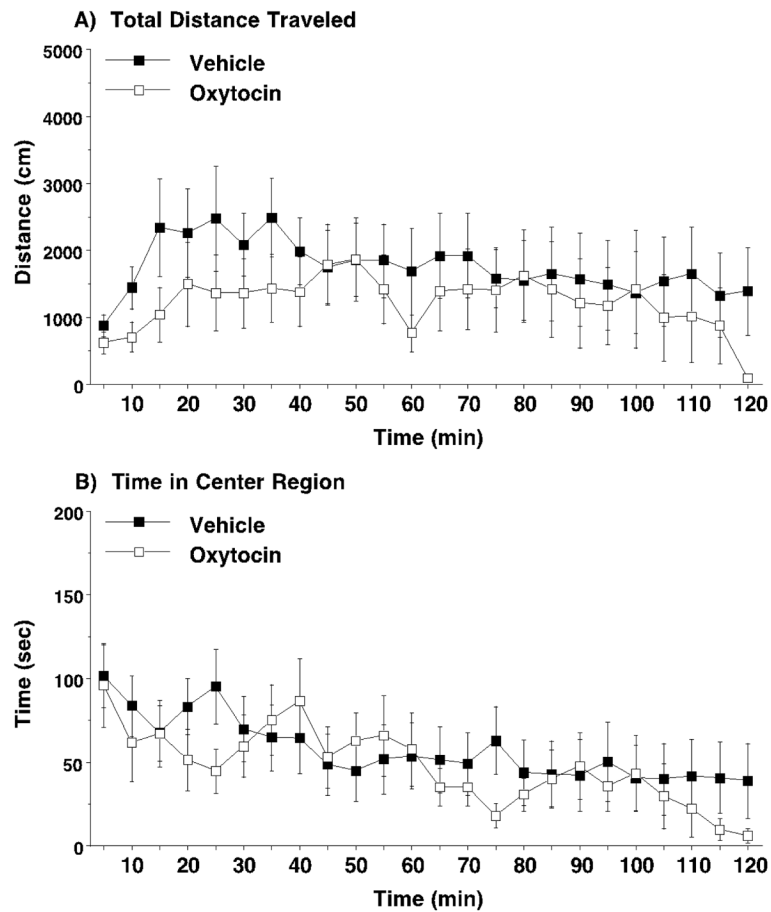 A) Total Distance Traveled
5000
Vehicle
Oxytocin
4000
3000
2000
1000
0
Distance (cm)
10 20 30 40 50 60 70 80 90 100 110 120
Time (min)
B) Time in Center Region
200
Vehicle
Oxytocin
150
100
50
0
Time (sec)
10 20 30 40 50 60 70 80 90 100 110 120
Time (min)